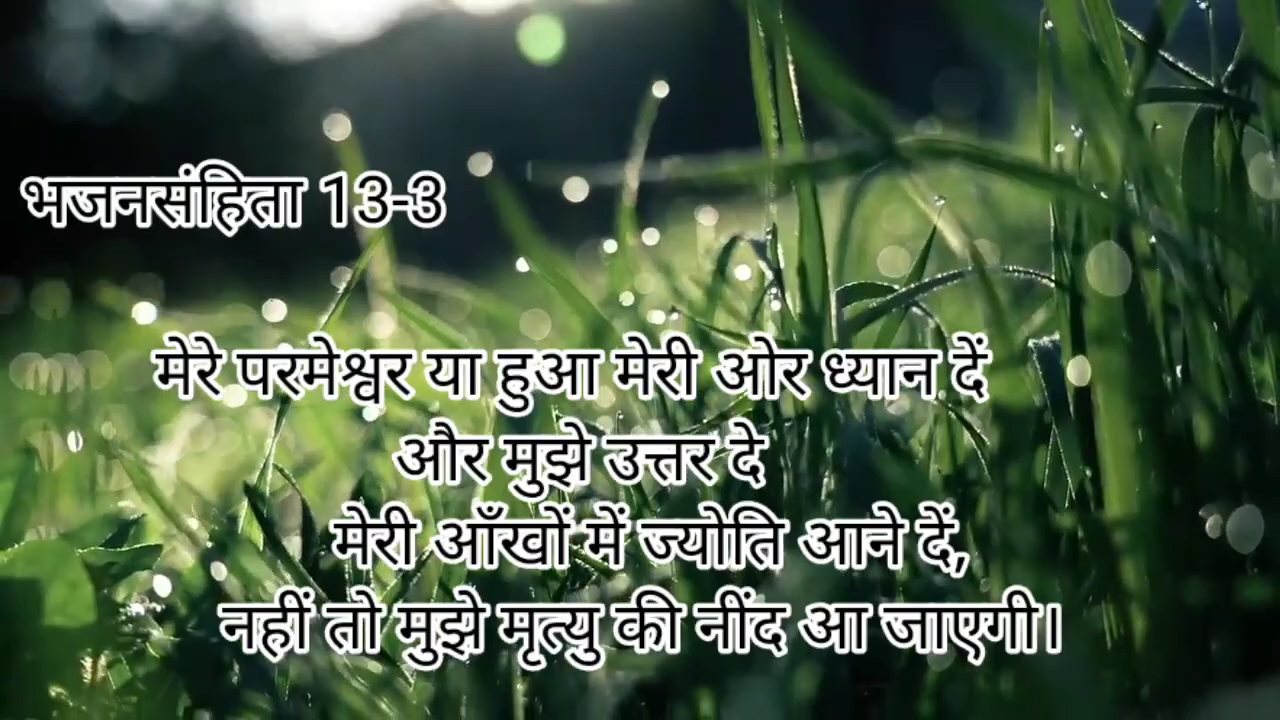 भजनसंहिता 13-3
मेरे परमेश्वर या हुआ मेरी ओर ध्यान दें
और मुझे उत्तर दे
मेरी आँखों में ज्योति आने दें,
नहीं तो मुझे मृत्यु की नींद आ जाएगी।